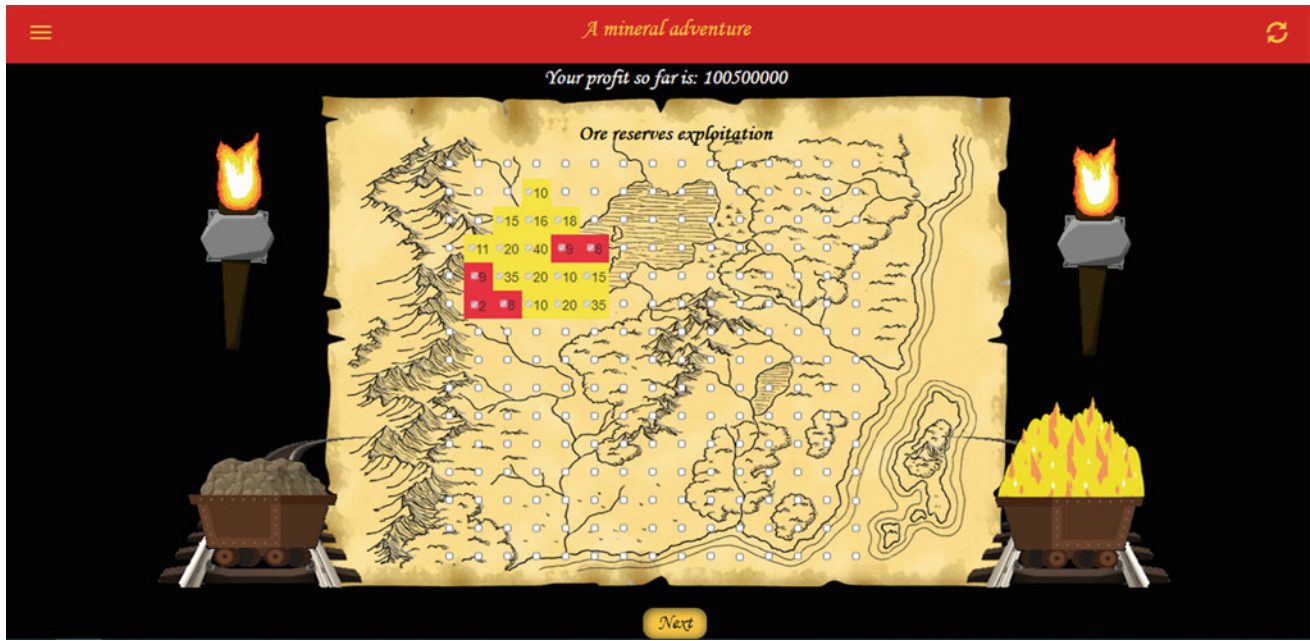 A mineral adventure
Your profit so far is: 100500000
Ore reserves exploitation
10
15 16 18
11 20 40 9 8
9 35 20 10 15
2 6 10 20 35
Next